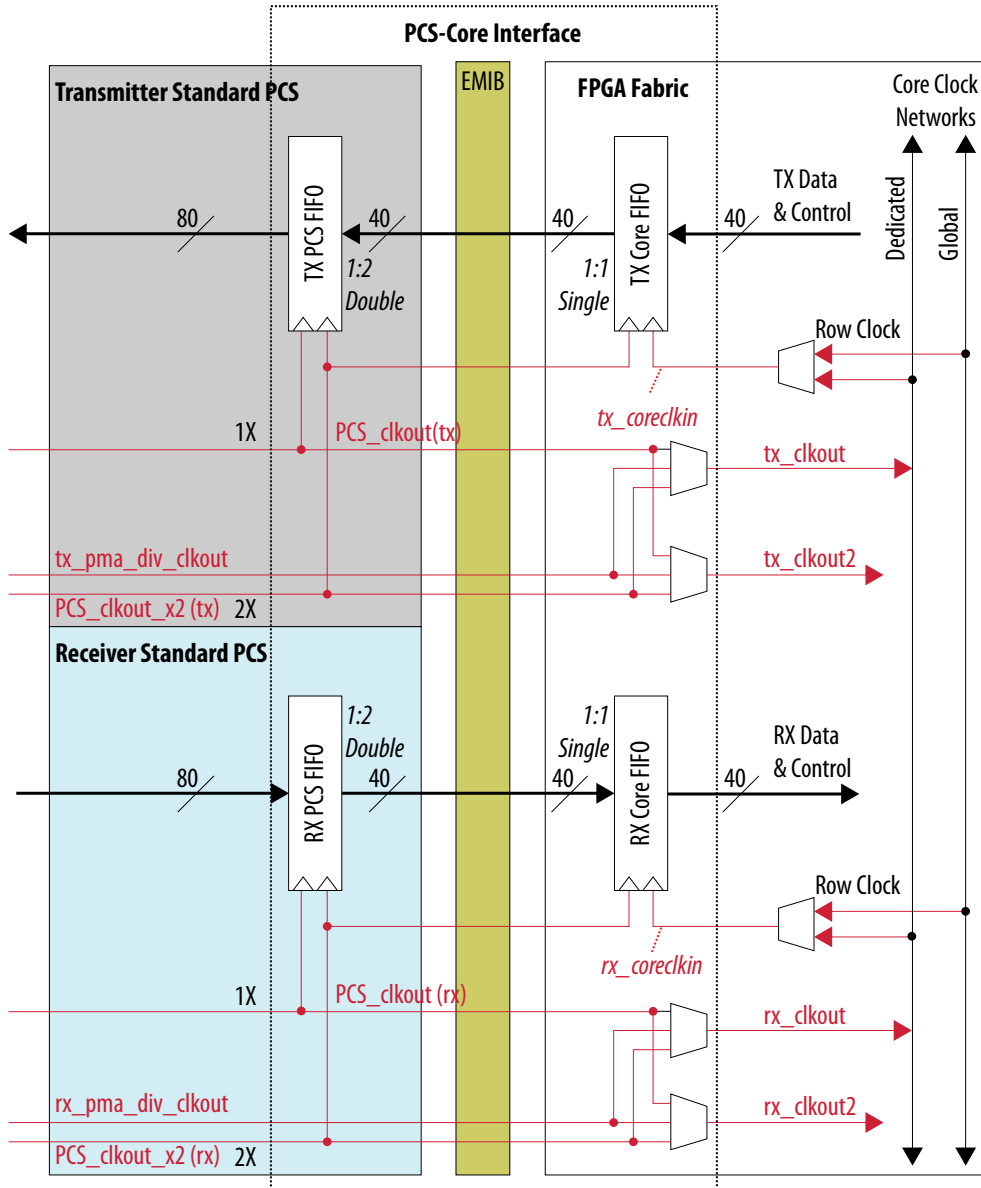 PCS-Core Interface
Transmitter Standard PCS
EMIB
FPGA Fabric
Core Clock
Networks
TX Data
& Control
Dedicated
Global
80
40
40
40
TX PCS FIFO
1:2
Double
1:1
Single
TX Core FIFO
Row Clock
tx_coreclkin
1X
PCS_clkout(tx)
tx_clkout
tx_pma_div_clkout
tx_clkout2
PCS_clkout_x2 (tx)
2X
Receiver Standard PCS
RX PCS FIFO
1:2
Double
1:1
Single
RX Core FIFO
RX Data
& Control
80
40
40
40
Row Clock
rx_coreclkin
1X
PCS_clkout (rx)
rx_clkout
rx_pma_div_clkout
rx_clkout2
PCS_clkout_x2 (rx)
2X